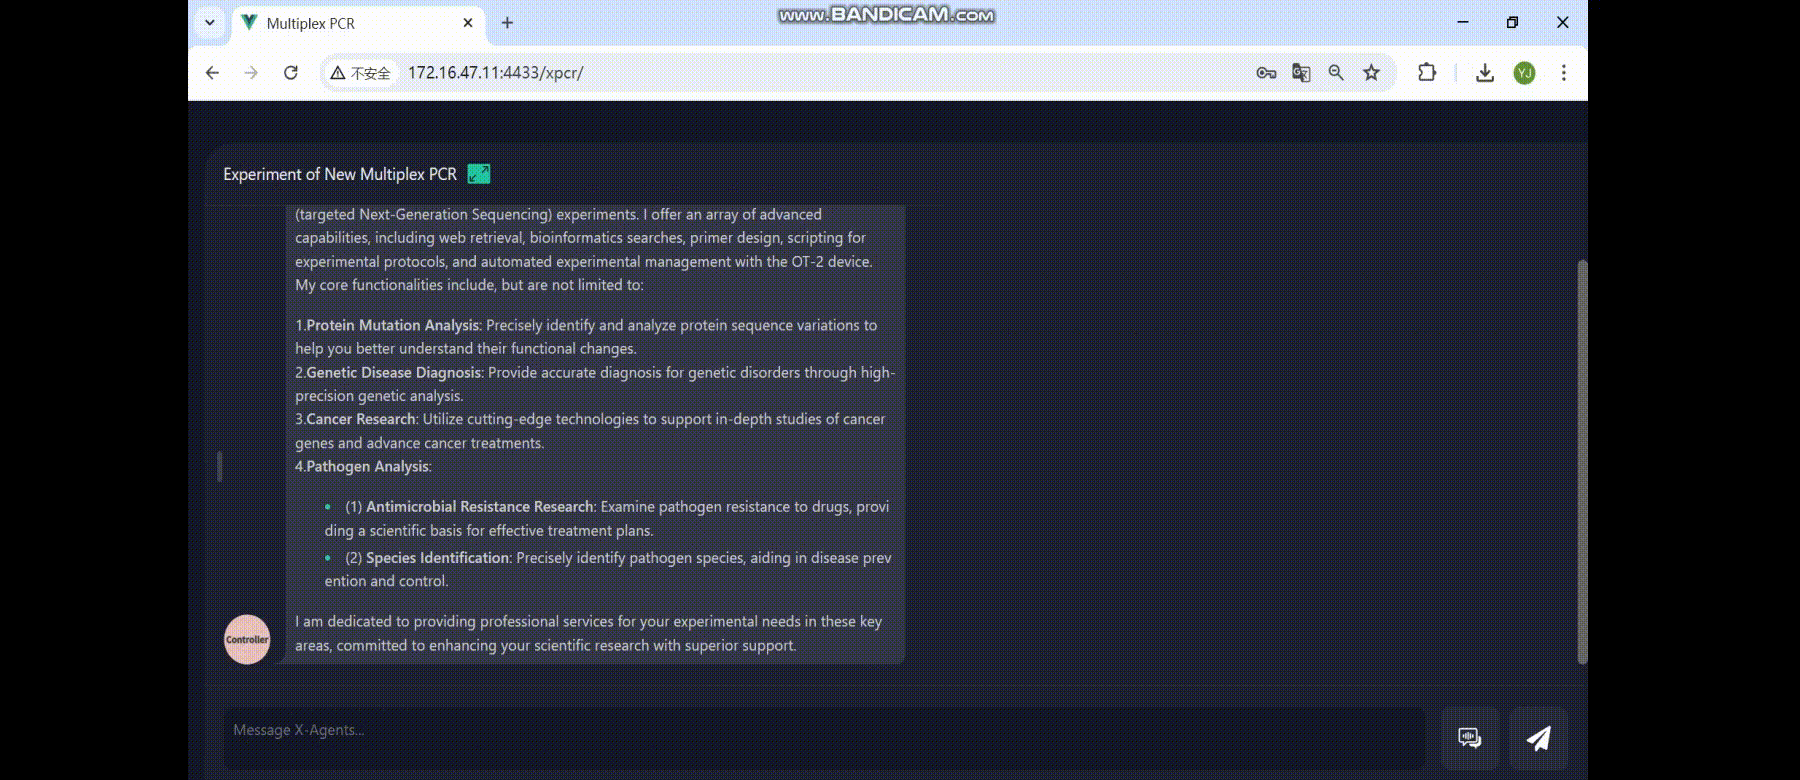 Multiplex PCR
www.BANDICAM.com
不安全
172.16.47.11:4433/xpcr/
YJ
Experiment of New Multiplex PCR
(targeted Next-Generation Sequencing) experiments. I offer an array of advanced
capabilities, including web retrieval, bioinformatics searches, primer design, scripting for
experimental protocols, and automated experimental management with the OT-2 device.
My core functionalities include, but are not limited to:
1.Protein Mutation Analysis: Precisely identify and analyze protein sequence variations to
help you better understand their functional changes.
2.Genetic Disease Diagnosis: Provide accurate diagnosis for genetic disorders through high-
precision genetic analysis.
3.Cancer Research: Utilize cutting-edge technologies to support in-depth studies of cancer
genes and advance cancer treatments.
4.Pathogen Analysis:
• (1) Antimicrobial Resistance Research: Examine pathogen resistance to drugs, provi
ding a scientific basis for effective treatment plans.
• (2) Species Identification: Precisely identify pathogen species, aiding in disease prev
ention and control.
I am dedicated to providing professional services for your experimental needs in these key
areas, committed to enhancing your scientific research with superior support.
Controller
Message X-Agents...